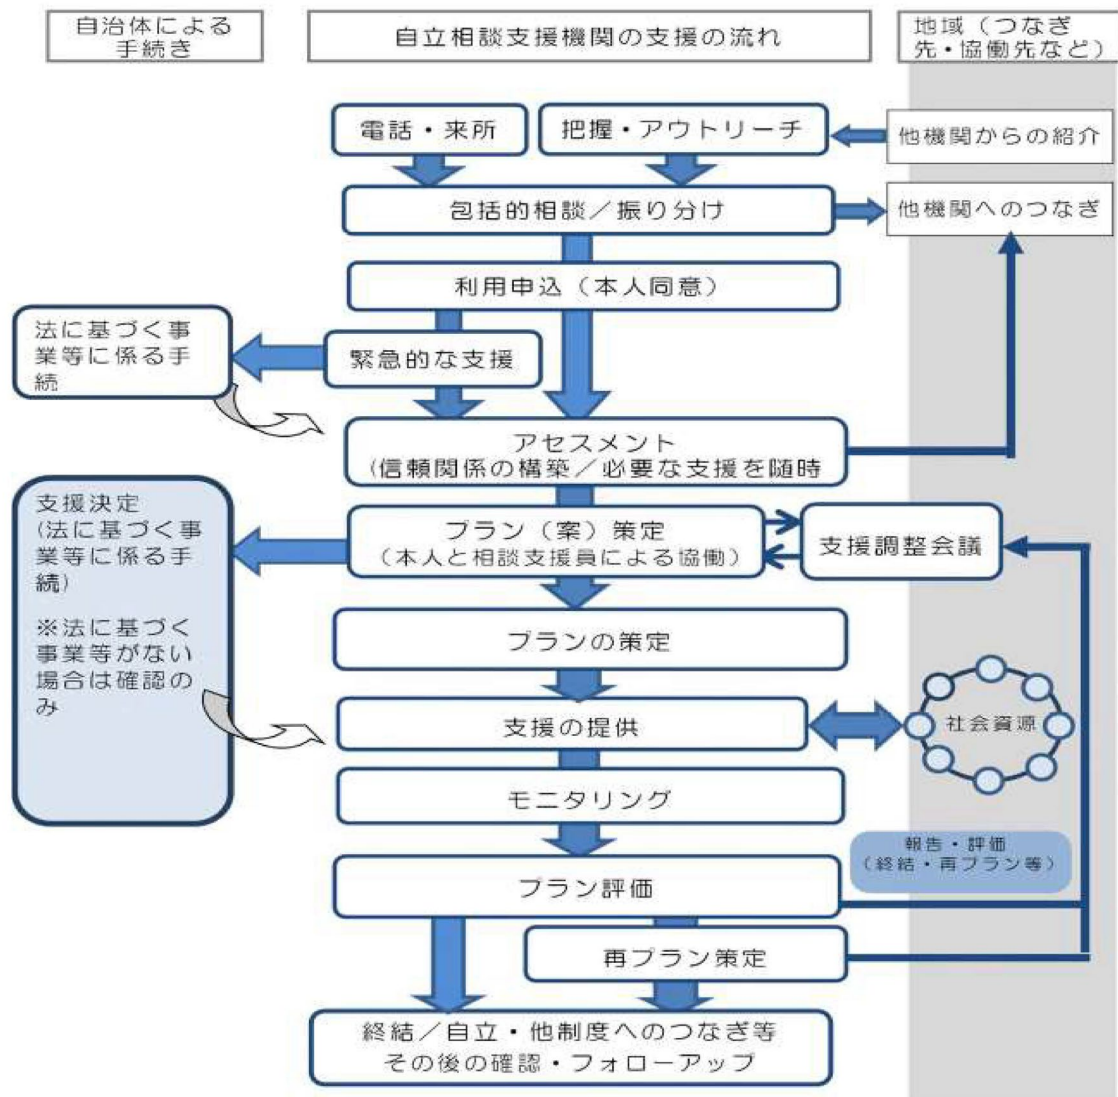 自治体による
手続き
自立相談支援機関の支援の流れ
地域（つなぎ
先・協働先など）
電話・来所
把握・アウトリーチ
他機関からの紹介
包括的相談／振り分け
他機関へのつなぎ
利用申込（本人同意）
法に基づく事
業等に係る手
続
緊急的な支援
アセスメント
(信頼関係の構築／必要な支援を随時
支援決定
(法に基づく事
業等に係る手
続)
※法に基づく
事業等がない
場合は確認の
み
プラン（案）策定
（本人と相談支援員による協働）
支援調整会議
プランの策定
支援の提供
社会資源
モニタリング
報告・評価
（終結・再プラン等）
プラン評価
再プラン策定
終結／自立・他制度へのつなぎ等
その後の確認・フォローアップ